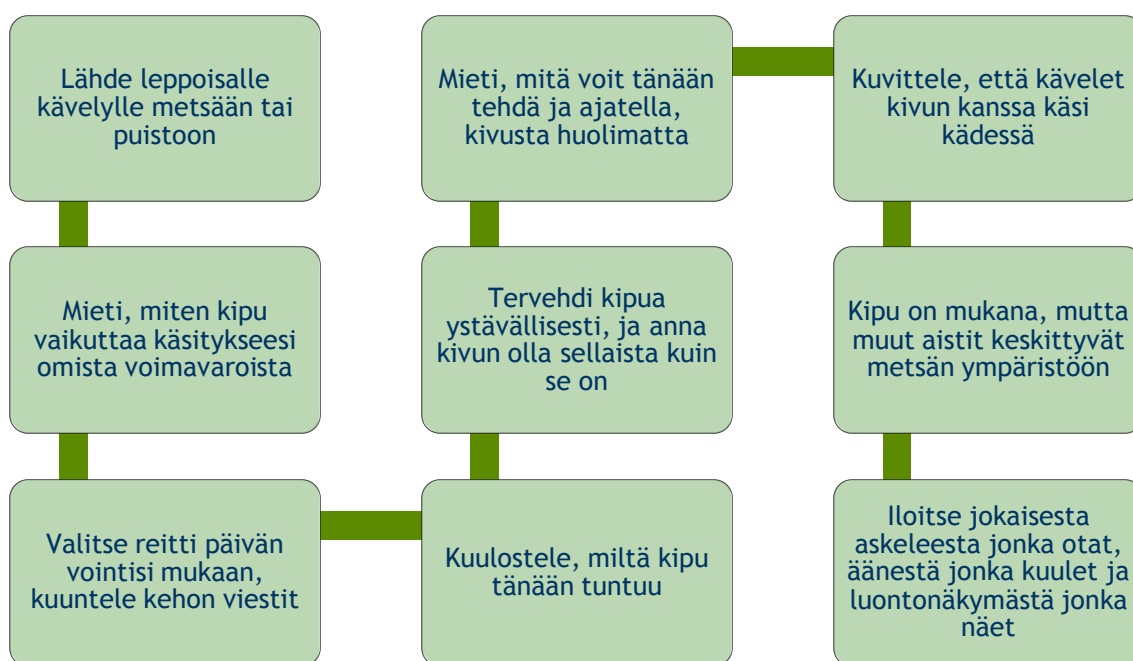 Lähde leppoisalle
kävelylle metsään tai
puistoon
Mieti, miten kipu
vaikuttaa käsitykseesi
omista voimavaroista
Valitse reitti päivän
vointisi mukaan,
kuuntele kehon viestit
Kuulostele, miltä kipu
tänään tuntuu
Tervehdi kipua
ystävällisesti, ja anna
kivun olla sellaista kuin
se on
Mieti, mitä voit tänään
tehdä ja ajatella,
kivusta huolimatta
Kuvittele, että kävelet
kivun kanssa käsi
kädessä
Kipu on mukana, mutta
muut aistit keskittyvät
metsän ympäristöön
Iloitse jokaisesta
askeleesta jonka otat,
äänestä jonka kuulet ja
luontonäkymästä jonka
näet